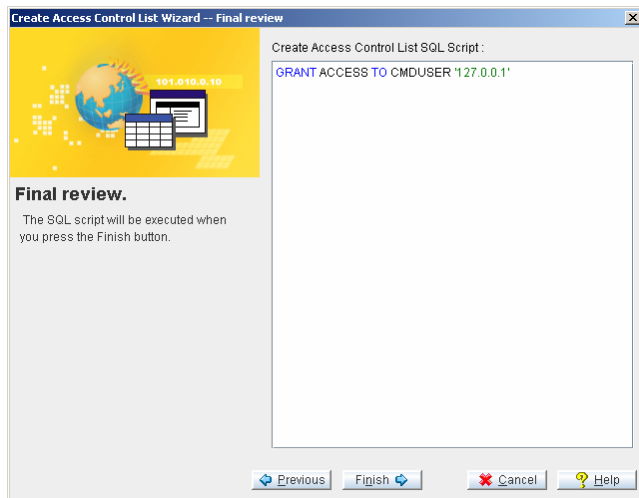 Create Access Control List Wizard -- Final review
101.010.0.10
Create Access Control List SQL Script :
GRANT ACCESS TO CMDUSER '127.0.0.1'
Final review.
The SQL script will be executed when
you press the Finish button.
Previous
Finish
Cancel
Help